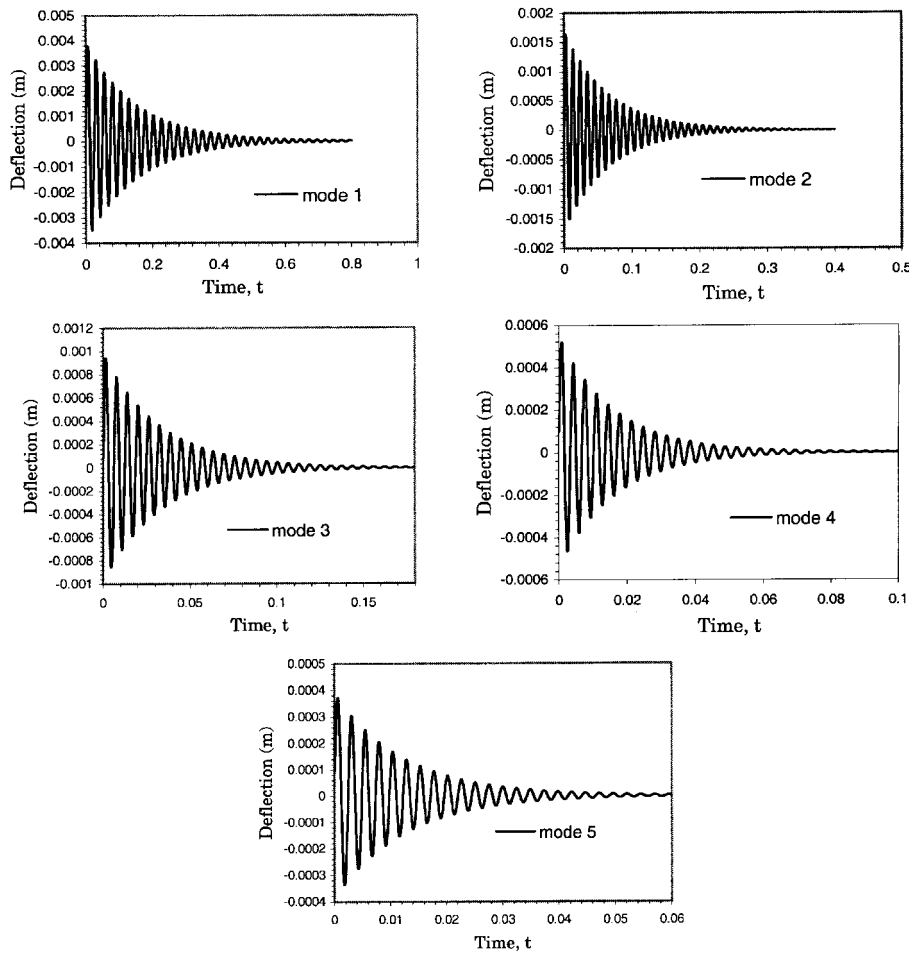 0.005
0.004
0.003
0.002
0.001
0
-0.001
-0.002
-0.003
-0.004
Deflection (m)
mode 1
0 0.2 0.4 0.6 0.8 1
Time, t
0.002
0.0015
0.001
0.0005
0
-0.0005
-0.001
-0.0015
-0.002
Deflection (m)
mode 2
0 0.1 0.2 0.3 0.4 0.5
Time, t
0.0012
0.001
0.0008
0.0006
0.0004
0.0002
0
-0.0002
-0.0004
-0.0006
-0.0008
-0.001
Deflection (m)
mode 3
0 0.05 0.1 0.15
Time, t
0.0006
0.0004
0.0002
0
-0.0002
-0.0004
-0.0006
Deflection (m)
mode 4
0 0.02 0.04 0.06 0.08 0.1
Time, t
0.0005
0.0004
0.0003
0.0002
0.0001
0
-0.0001
-0.0002
-0.0003
-0.0004
Deflection (m)
mode 5
0 0.01 0.02 0.03 0.04 0.05 0.06
Time, t